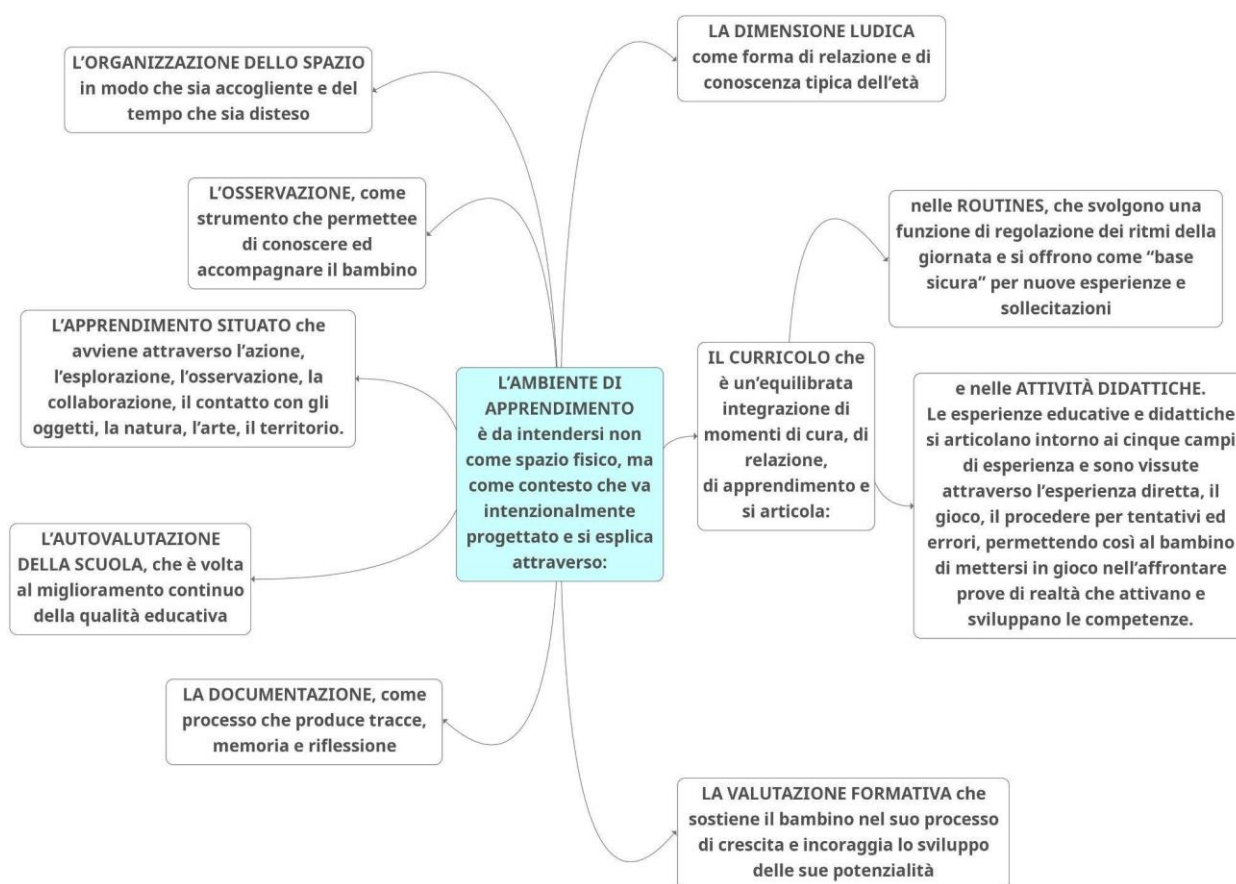 L'ORGANIZZAZIONE DELLO SPAZIO
in modo che sia accogliente e del
tempo che sia disteso
LA DIMENSIONE LUDICA
come forma di relazione e di
conoscenza tipica dell'età
L'OSSERVAZIONE, come
strumento che permettee
di conoscere ed
accompagnare il bambino
L'APPRENDIMENTO SITUATO che
avviene attraverso l'azione,
l'esplorazione, l'osservazione, la
collaborazione, il contatto con gli
oggetti, la natura, l'arte, il territorio.
L'AUTOVALUTAZIONE
DELLA SCUOLA, che è volta
al miglioramento continuo
della qualità educativa
LA DOCUMENTAZIONE, come
processo che produce tracce,
memoria e riflessione
L'AMBIENTE DI
APPRENDIMENTO
è da intendersi non
come spazio fisico, ma
come contesto che va
intenzionalmente
progettato e si esplica
attraverso:
IL CURRICOLO che
è un'equilibrata
integrazione di
momenti di cura, di
relazione,
di apprendimento e
si articola:
nelle ROUTINES, che svolgono una
funzione di regolazione dei ritmi della
giornata e si offrono come “base
sicura” per nuove esperienze e
sollecitazioni
e nelle ATTIVITÀ DIDATTICHE.
Le esperienze educative e didattiche
si articolano intorno ai cinque campi
di esperienza e sono vissute
attraverso l'esperienza diretta, il
gioco, il procedere per tentativi ed
errori, permettendo così al bambino
di mettersi in gioco nell'affrontare
prove di realtà che attivano e
sviluppano le competenze.
LA VALUTAZIONE FORMATIVA che
sostiene il bambino nel suo processo
di crescita e incoraggia lo sviluppo
delle sue potenzialità